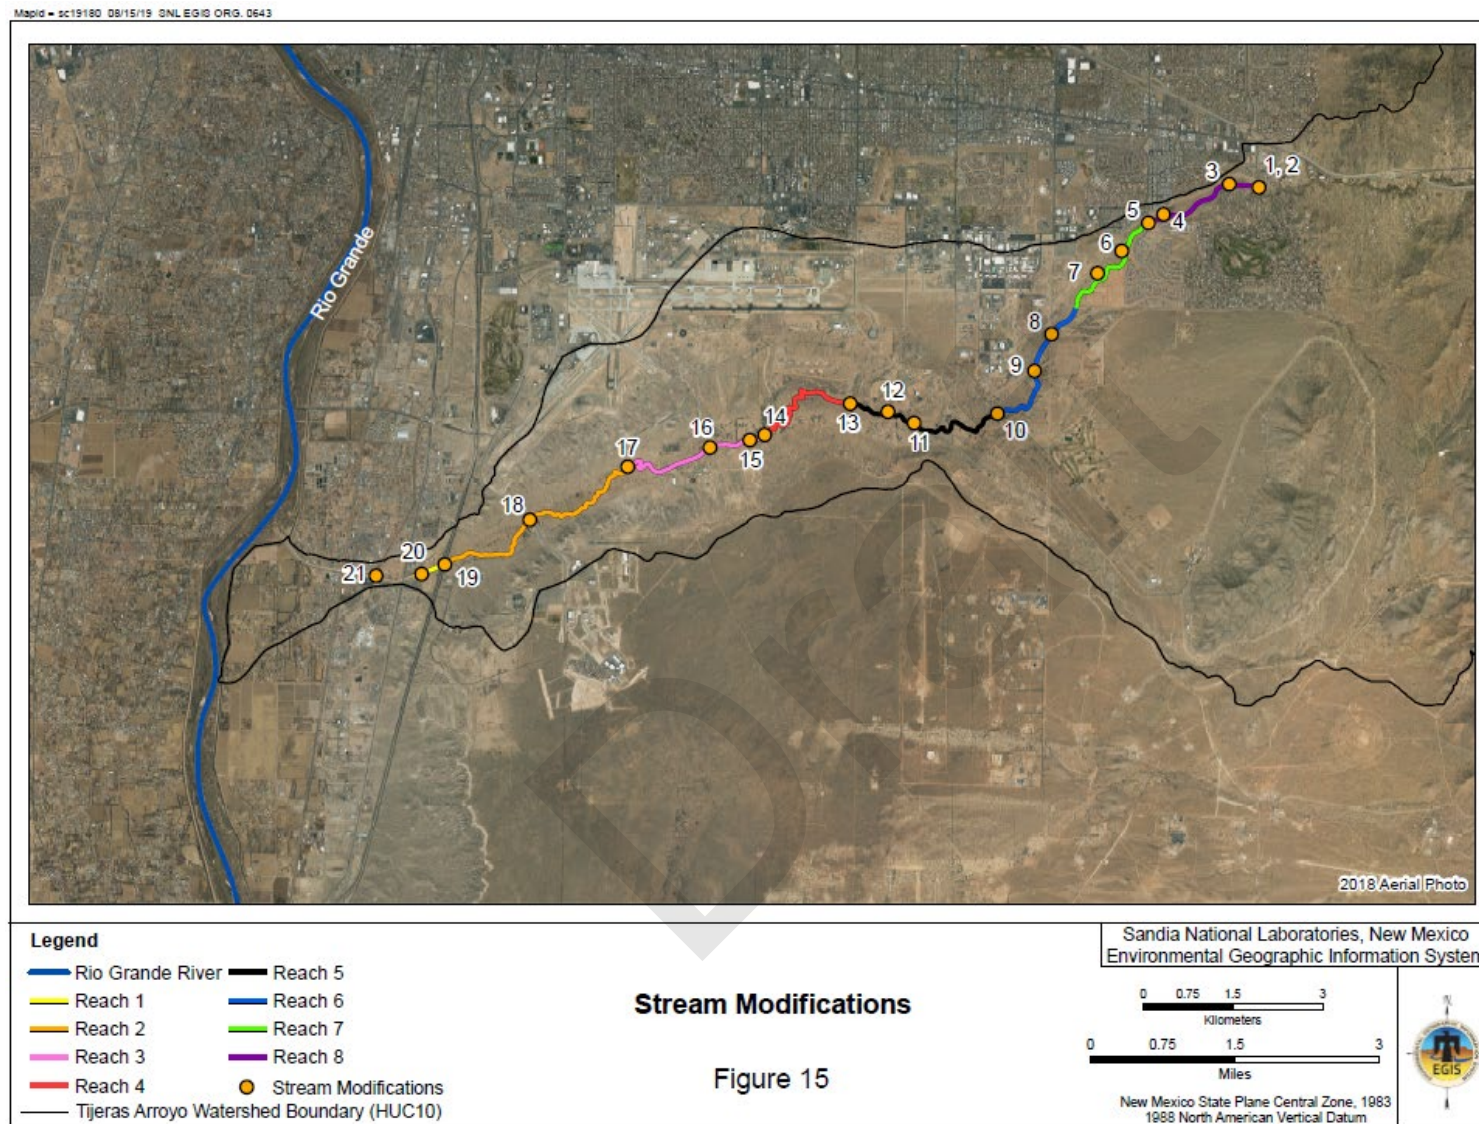 MapId = sc19180 08/15/19 SNL EGIS ORG. 0643
3
1, 2
5
4
6
7
Rio Grande
8
9
12
14
13
11
10
16
15
17
18
20
21
19
Draft
2018 Aerial Photo
Legend
Rio Grande River
Reach 1
Reach 2
Reach 3
Reach 4
Reach 5
Reach 6
Reach 7
Reach 8
Stream Modifications
Tijeras Arroyo Watershed Boundary (HUC10)
Stream Modifications
Figure 15
Sandia National Laboratories, New Mexico
Environmental Geographic Information System
0 0.75 1.5 3
Kilometers
0 0.75 1.5 3
Miles
New Mexico State Plane Central Zone, 1983
1988 North American Vertical Datum
N
EGIS